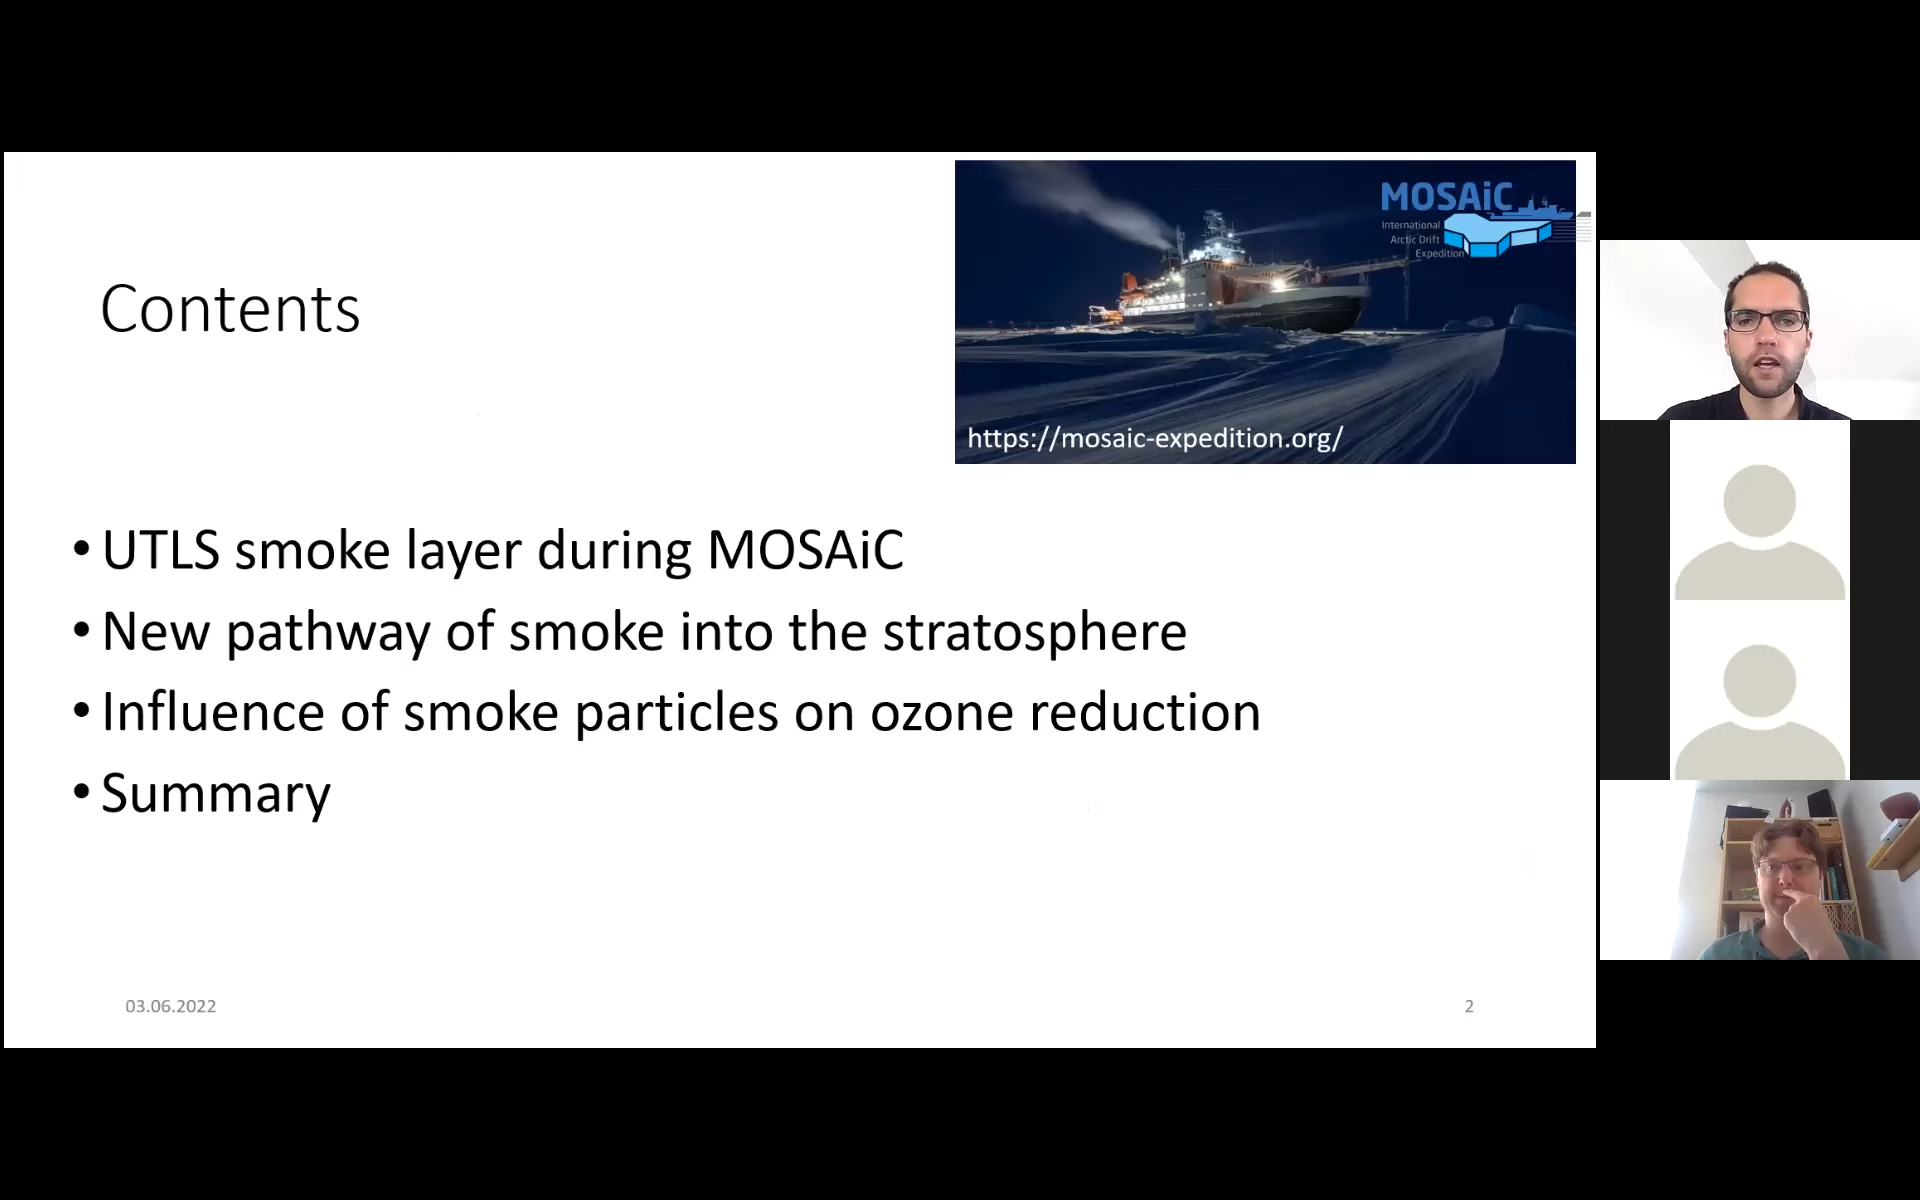 MOSAiC
International
Arctic Drift
Expedition
Contents
https://mosaic-expedition.org/
• UTLS smoke layer during MOSAiC
• New pathway of smoke into the stratosphere
• Influence of smoke particles on ozone reduction
• Summary
03.06.2022
2